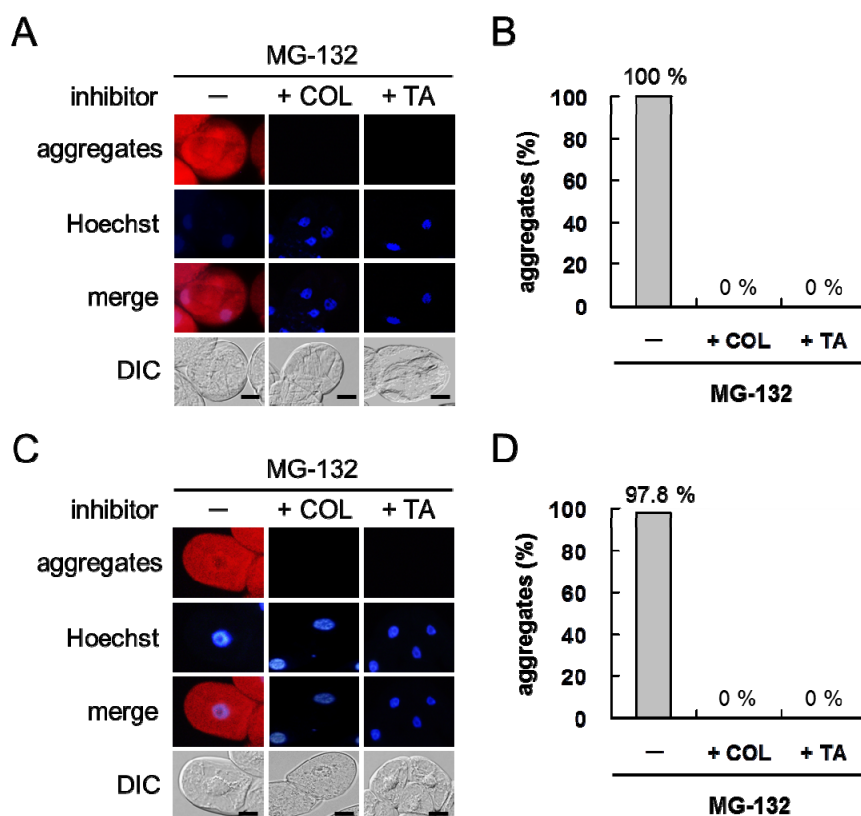 A
MG-132
inhibitor — + COL + TA
aggregates
Hoechst
merge
DIC
B
100 %
100
80
60
40
20
0
aggregates (%)
0 % 0 %
— + COL + TA
MG-132
C
MG-132
inhibitor — + COL + TA
aggregates
Hoechst
merge
DIC
D
97.8 %
100
80
60
40
20
0
aggregates (%)
0 % 0 %
— + COL + TA
MG-132